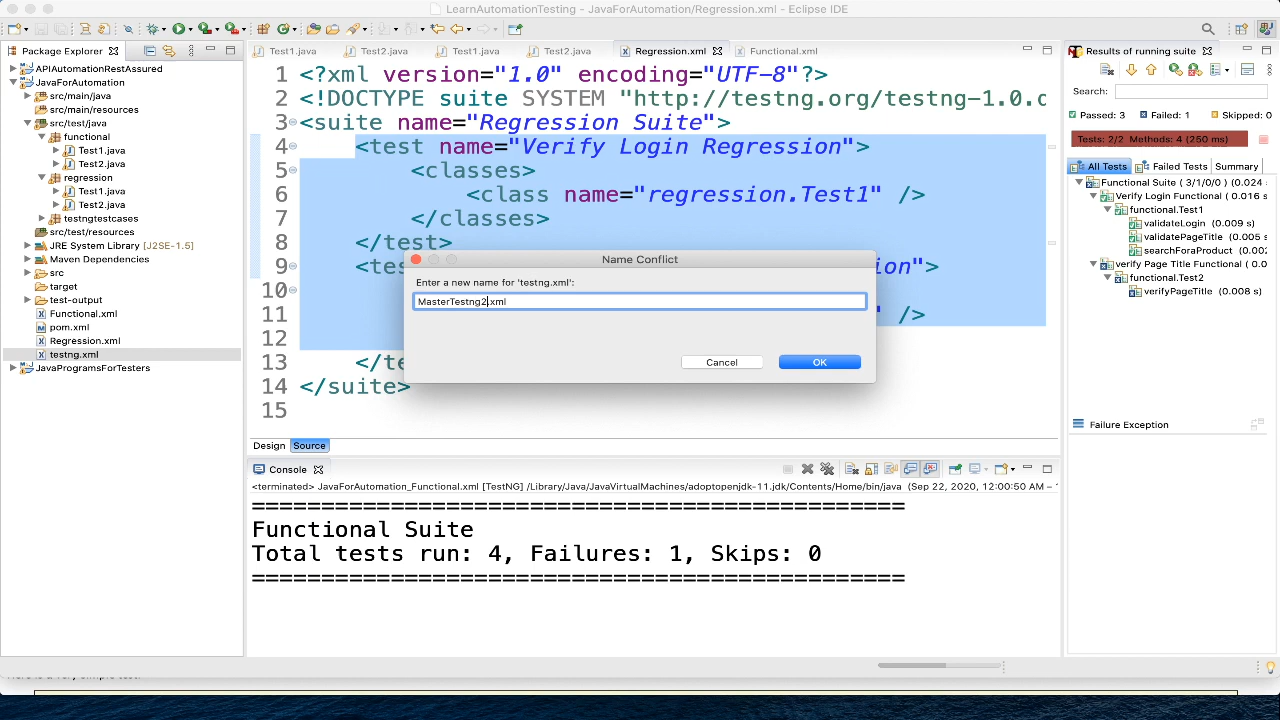 LearnAutomationTesting - JavaForAutomation/Regression.xml - Eclipse IDE
Package Explorer
APIAutomationRestAssured
JavaForAutomation
src/main/java
src/main/resources
src/test/java
functional
Test1.java
Test2.java
regression
Test1.java
Test2.java
testngtestcases
src/test/resources
JRE System Library [J2SE-1.5]
Maven Dependencies
src
target
test-output
Functional.xml
pom.xml
Regression.xml
testng.xml
JavaProgramsForTesters
Test1.java Test2.java Test1.java Test2.java Regression.xml Functional.xml
1 <?xml version="1.0" encoding="UTF-8"?>
2 <!DOCTYPE suite SYSTEM "http://testng.org/testng-1.0.d
3 <suite name="Regression Suite">
4 <test name="Verify Login Regression">
5 <classes>
6 <class name="regression.Test1" />
7 </classes>
8 </test>
9 <tes ion">
10
11 " />
12
13 </te
14 </suite>
15
Name Conflict
Enter a new name for 'testng.xml':
MasterTestng2.xml
Cancel OK
Design Source
Console
<terminated> JavaForAutomation_Functional.xml [TestNG] /Library/Java/JavaVirtualMachines/adoptopenjdk-11.jdk/Contents/Home/bin/java (Sep 22, 2020, 12:00:50 AM –
===============================================
Functional Suite
Total tests run: 4, Failures: 1, Skips: 0
===============================================
Results of running suite
Search:
Passed: 3 Failed: 1 Skipped: 0
Tests: 2/2 Methods: 4 (250 ms)
All Tests Failed Tests Summary
Functional Suite ( 3/1/0/0 ) (0.024
Verify Login Functional ( 0.016 s
functional.Test1
validateLogin (0.009 s)
validatePageTitle (0.005 s
searchForaProduct (0.002
verify Page Title Functional ( 0.0
functional.Test2
verifyPageTitle (0.008 s)
Failure Exception